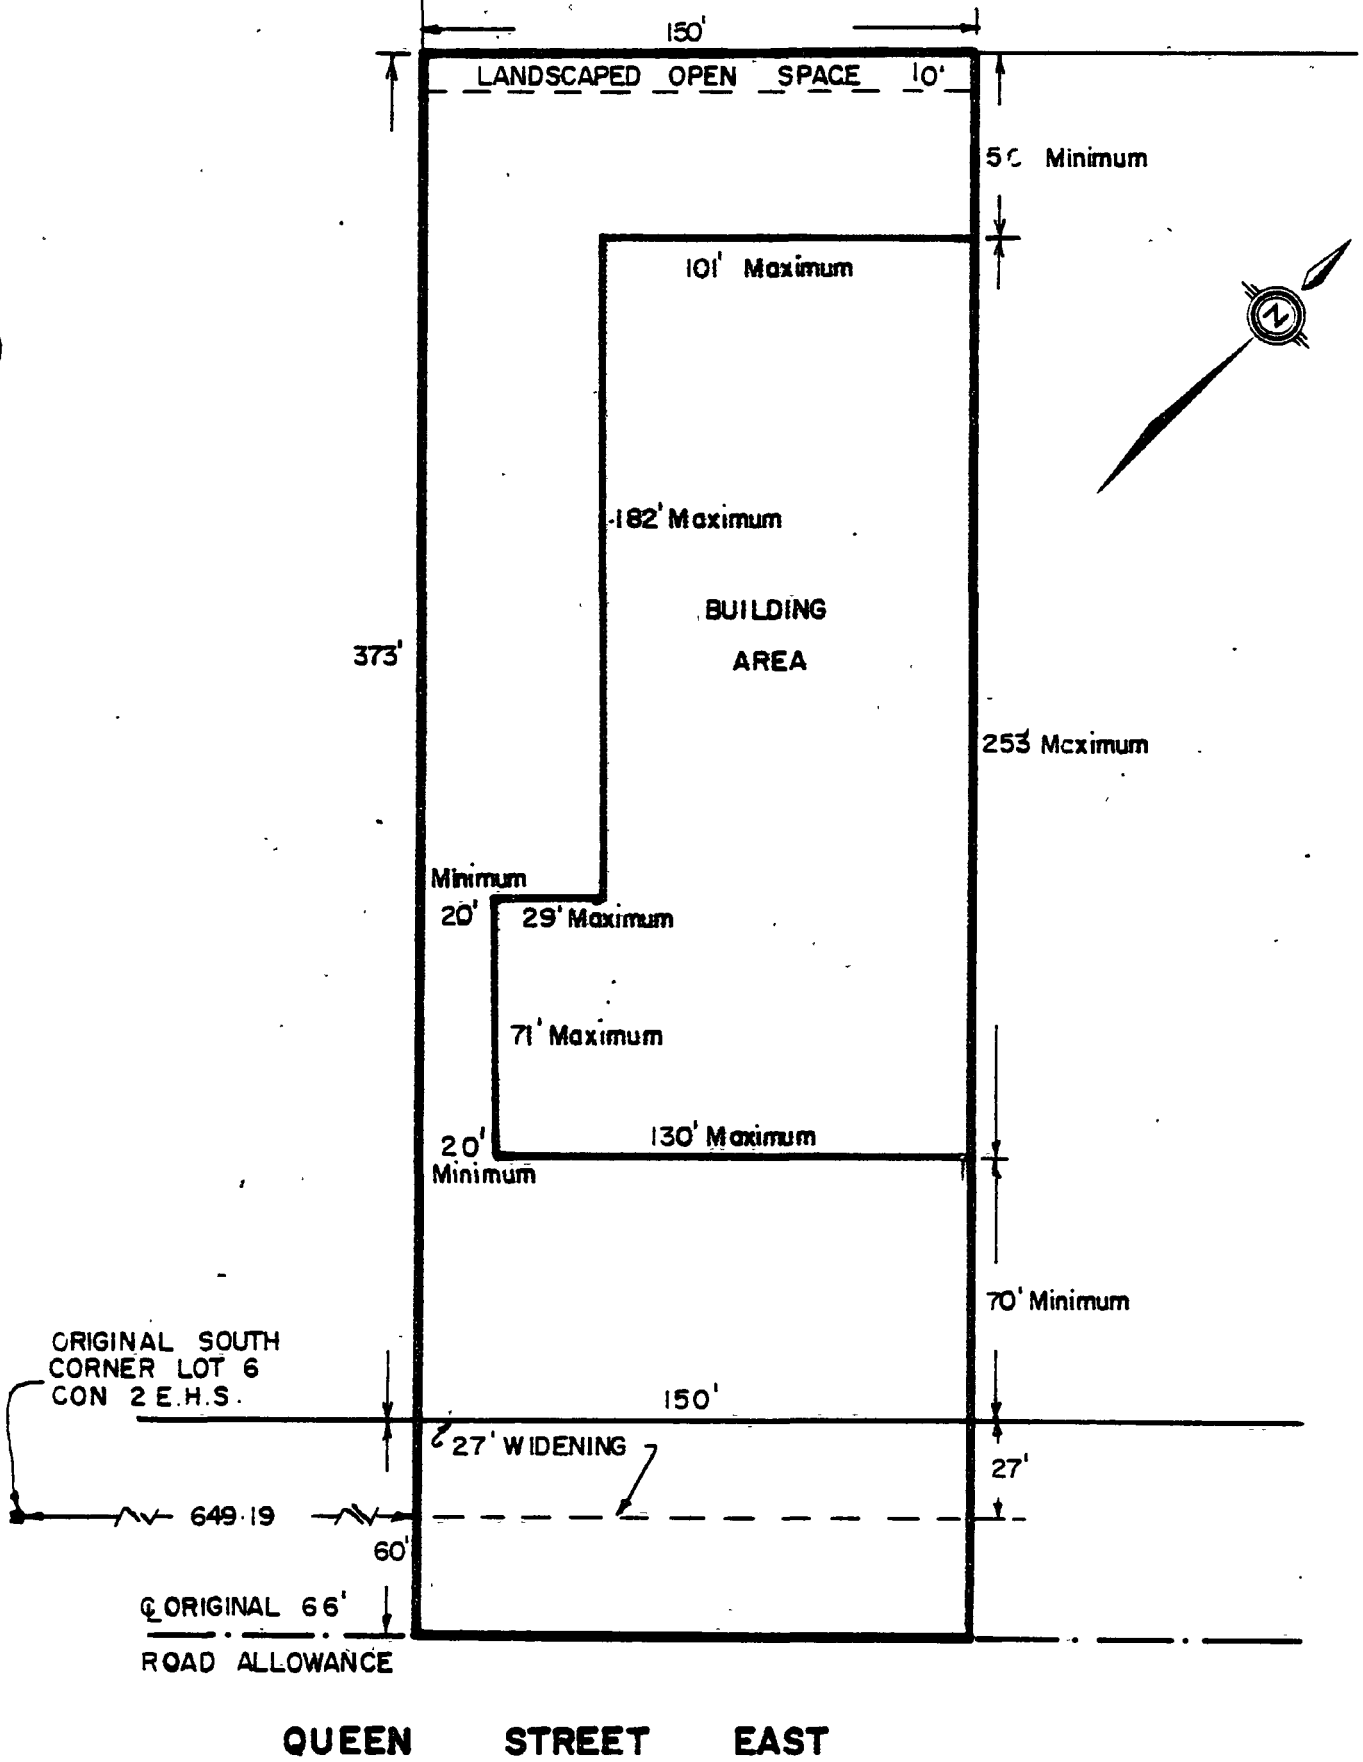 150'
LANDSCAPED OPEN SPACE 10'
Minimum
101' Maximum
N
182' Maximum
BUILDING
AREA
373'
253' Maximum
Minimum
20'
29' Maximum
71' Maximum
20'
130' Maximum
Minimum
70' Minimum
ORIGINAL SOUTH
CORNER LOT 6
CON 2 E.H.S.
150'
27' WIDENING
27'
649.19
60'
℄ ORIGINAL 66'
ROAD ALLOWANCE
QUEEN STREET EAST